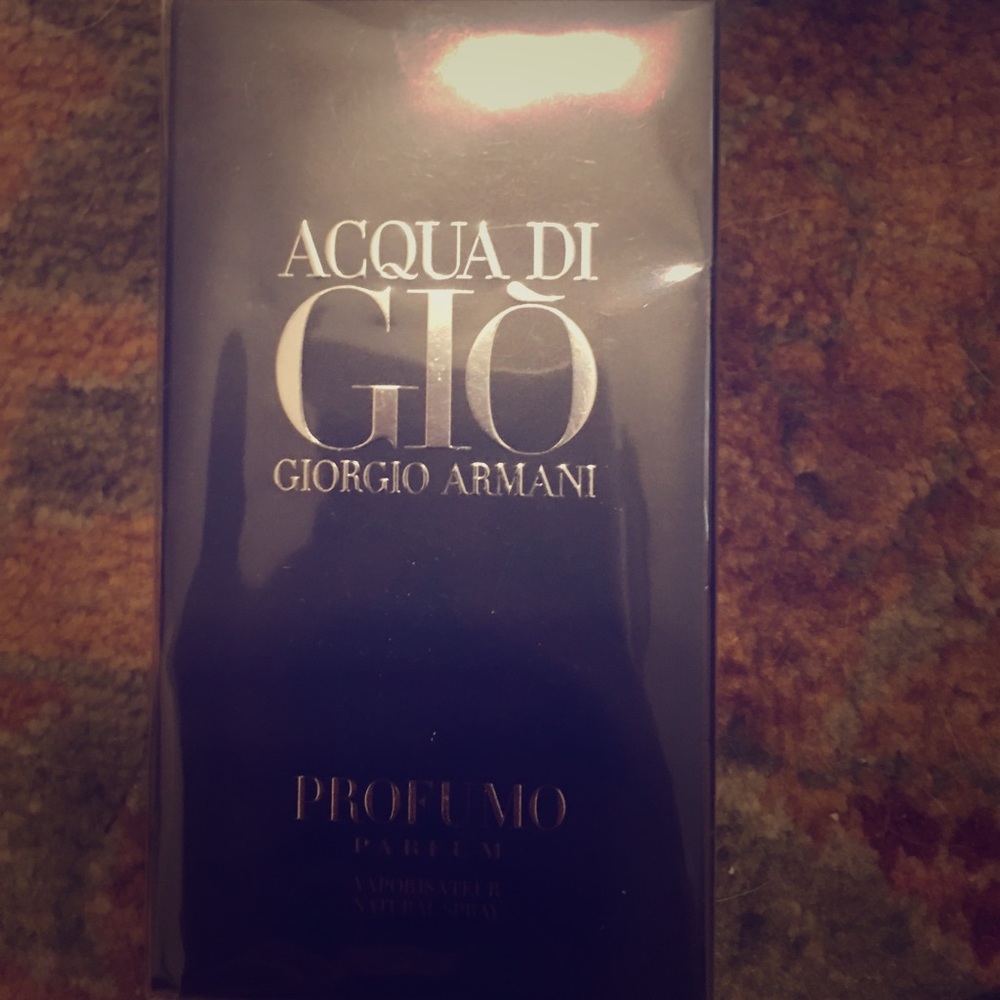 ACQUA DI
GIÒ
GIORGIO ARMANI
PROFUMO
PARFUM
VAPORISATEUR
NATURAL SPRAY